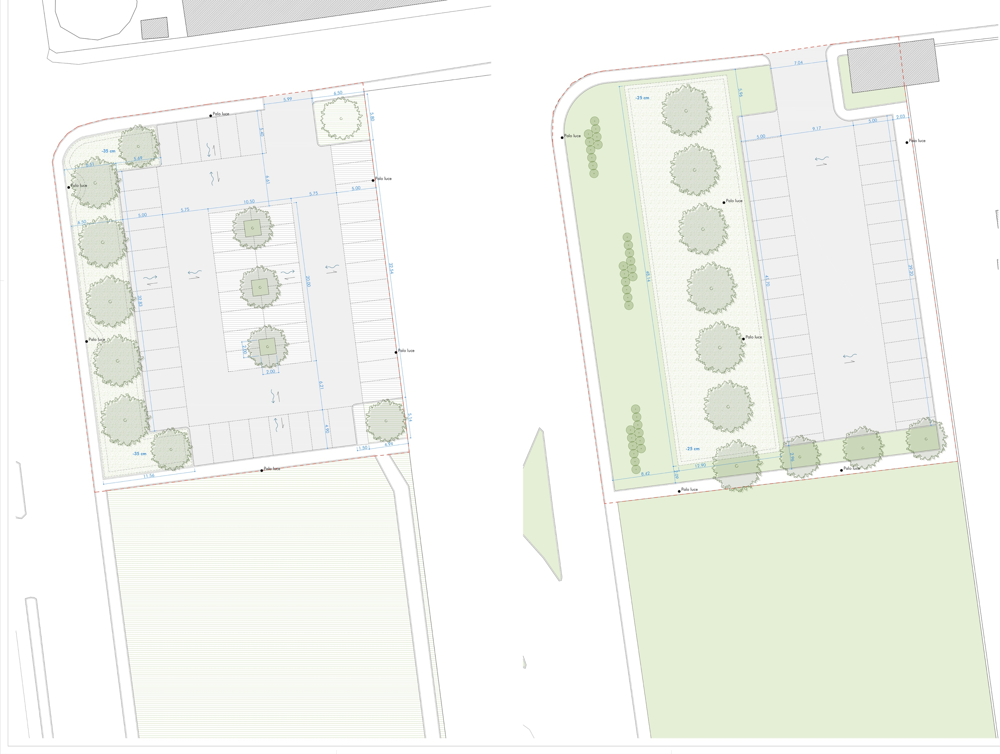 6.50
5.99
Palo luce
5.80
5.40
-35 cm
5.69
6.51
Palo luce
6.61
Palo luce
5.00
5.75
10.50
5.75
5.00
6.50
32.54
20.00
32.83
Palo luce
2.00
Palo luce
2.00
6.21
5.14
4.90
4.94
1.50
-35 cm
Palo luce
11.56
7.04
5.96
-25 cm
2.03
5.00
9.17
5.00
Palo luce
Palo luce
Palo luce
48.14
41.70
39.20
Palo luce
-25 cm
2.96
12.90
8.42
2.09
Palo luce
Palo luce